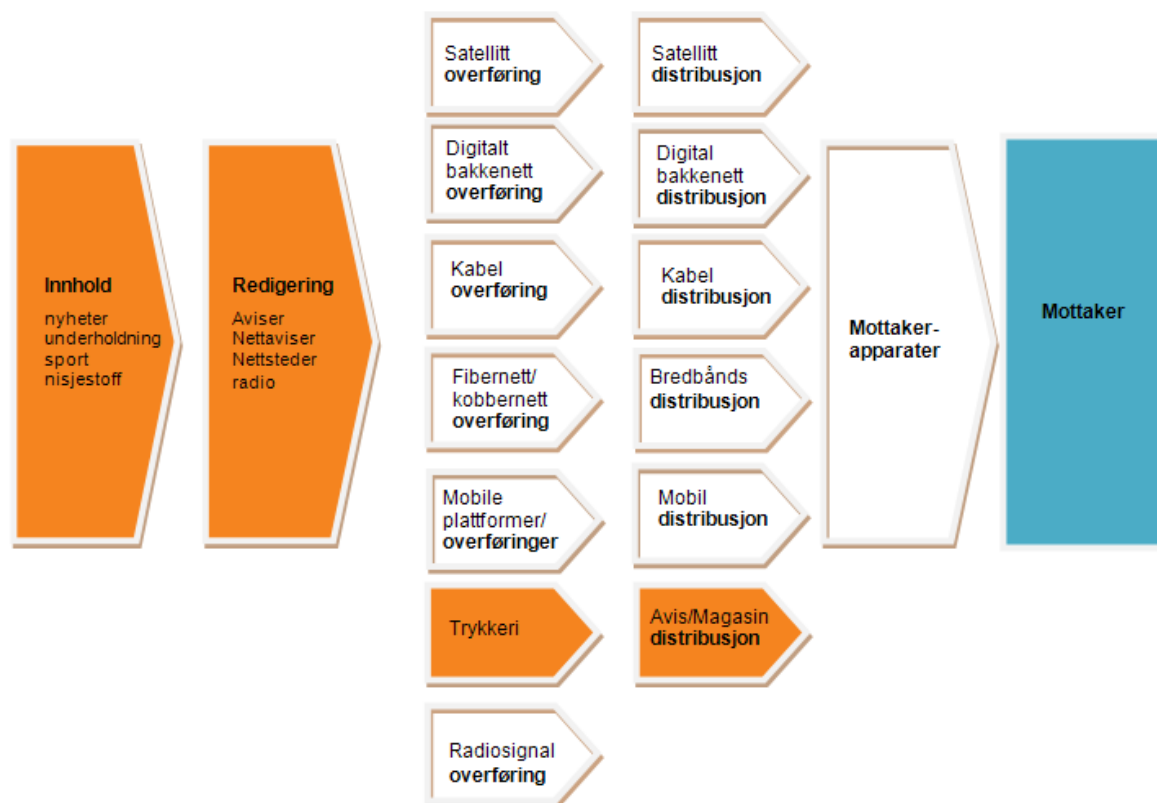 Innhold
nyheter
underholdning
sport
nisjestoff
Redigering
Aviser
Nettaviser
Nettsteder
radio
Satellitt
overføring
Digitalt
bakkenett
overføring
Kabel
overføring
Fibernett/
kobbernett
overføring
Mobile
plattformer/
overføringer
Trykkeri
Radiosignal
overføring
Satellitt
distribusjon
Digital
bakkenett
distribusjon
Kabel
distribusjon
Bredbånds
distribusjon
Mobil
distribusjon
Avis/Magasin
distribusjon
Mottaker-
apparater
Mottaker